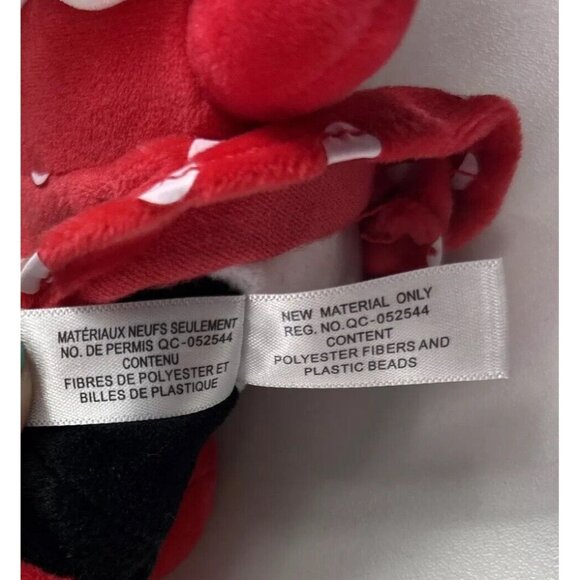 MATÉRIAUX NEUFS SEULEMENT
NO. DE PERMIS QC-052544
CONTENU
FIBRES DE POLYESTER ET
BILLES DE PLASTIQUE
NEW MATERIAL ONLY
REG. NO.QC-052544
CONTENT
POLYESTER FIBERS AND
PLASTIC BEADS